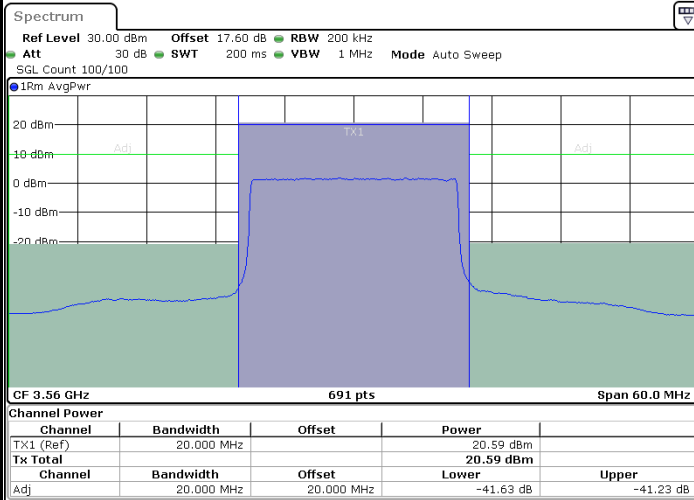 Spectrum
Ref Level 30.00 dBm Offset 17.60 dB RBW 200 kHz
Att 30 dB SWT 200 ms VBW 1 MHz Mode Auto Sweep
SGL Count 100/100
1Rm AvgPwr
20 dBm
TX1
Adj
Adj
10 dBm
0 dBm
-10 dBm
-20 dBm
CF 3.56 GHz 691 pts Span 60.0 MHz
Channel Power
Channel Bandwidth Offset Power
TX1 (Ref) 20.000 MHz 20.59 dBm
Tx Total 20.59 dBm
Channel Bandwidth Offset Lower Upper
Adj 20.000 MHz 20.000 MHz -41.63 dB -41.23 dB